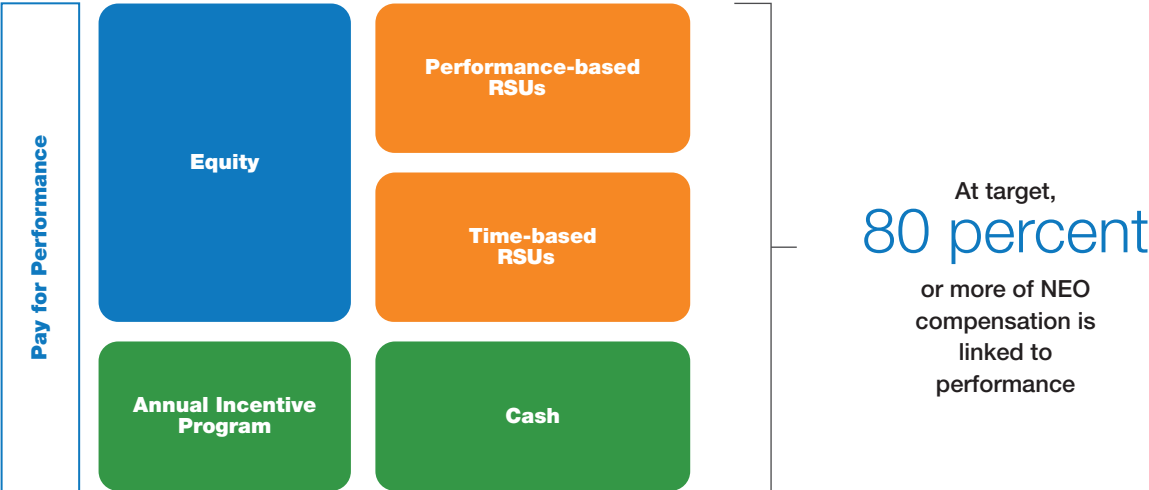 Pay for Performance
Equity
Performance-based
RSUs
Time-based
RSUs
Annual Incentive
Program
Cash
At target,
80 percent
or more of NEO
compensation is
linked to
performance